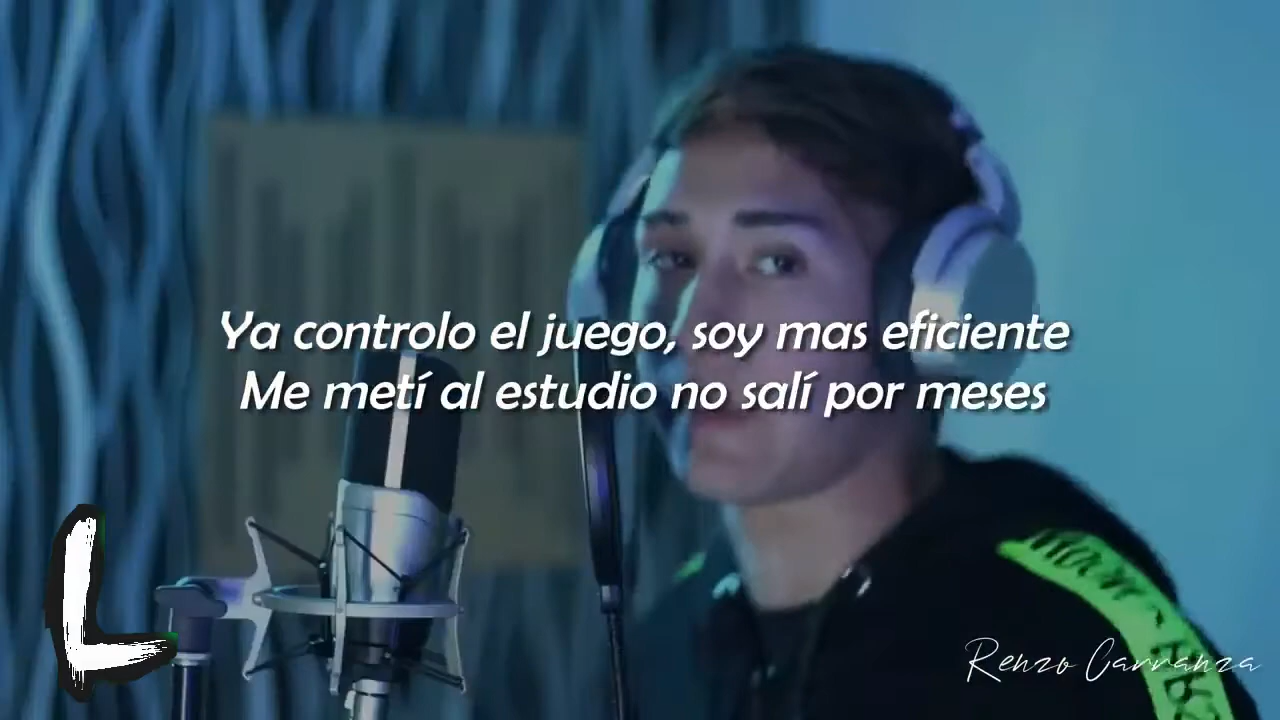 Ya controlo el juego, soy mas eficiente
Me metí al estudio no salí por meses
L
Renzo Carranza